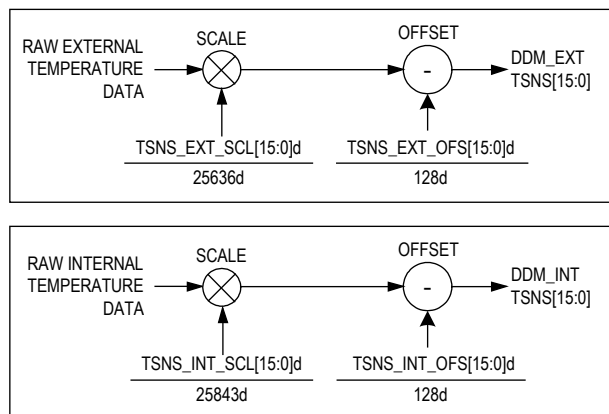 SCALE
OFFSET
RAW EXTERNAL
TEMPERATURE
DATA
-
DDM_EXT
TSNS[15:0]
TSNS_EXT_SCL[15:0]d
25636d
TSNS_EXT_OFS[15:0]d
128d
SCALE
OFFSET
RAW INTERNAL
TEMPERATURE
DATA
-
DDM_INT
TSNS[15:0]
TSNS_INT_SCL[15:0]d
25843d
TSNS_INT_OFS[15:0]d
128d